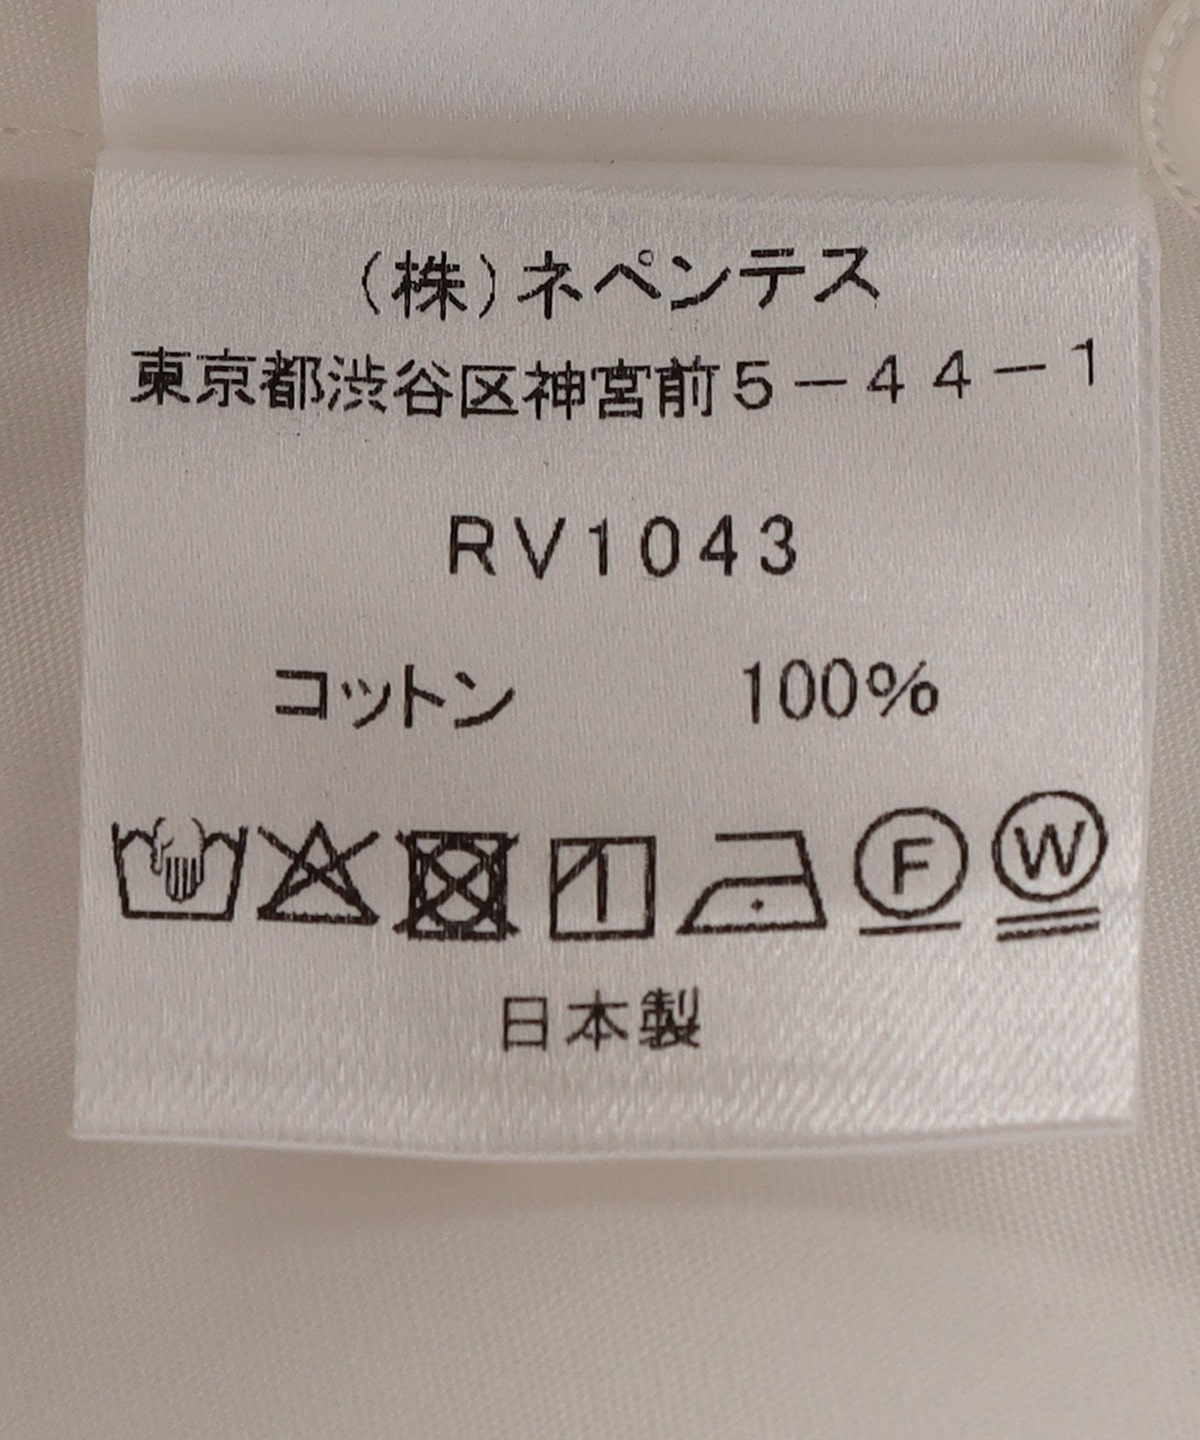 (株)ネペンテス
東京都渋谷区神宮前5-44-1
RV1043
コットン 100%
F W
日本製